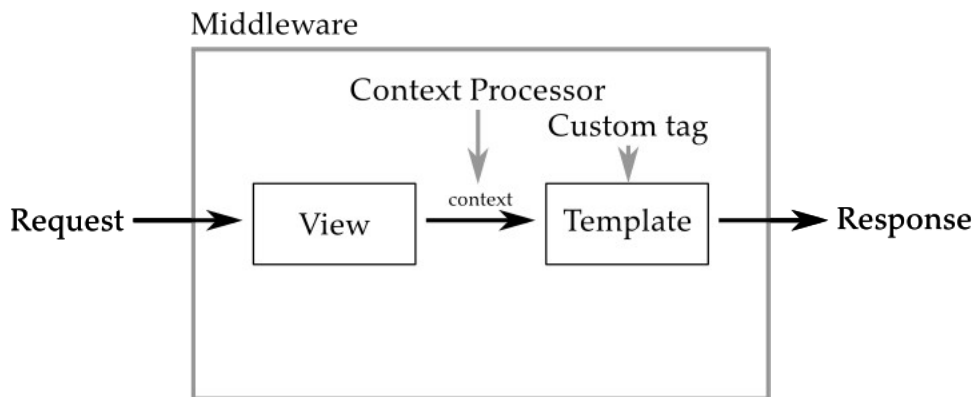 Middleware
Context Processor
Custom tag
Request
View
context
Template
Response